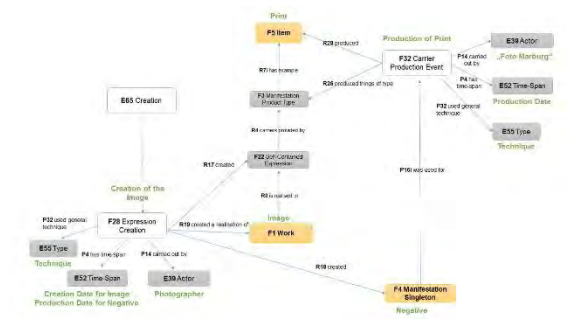 Print
F5 Item
Production of Print
R28 produced
F32 Carrier
Production Event
P14 carried
out by
E39 Actor
„Foto Marburg“
P4 has
time-span
E52 Time-Span
Production Date
P32 used general
technique
E55 Type
Technique
R7i has example
R26 produced things of type
F3 Manifestation
Product Type
E65 Creation
R4 carriers provided by
F22 Self-Contained
Expression
R17 created
P16i was used for
Creation of the
Image
R9 is realised in
Image
F28 Expression
Creation
R19 created a realisation of
F1 Work
P32 used general
technique
E55 Type
Technique
P4 has time-span
P14 carried out by
E52 Time-Span
Creation Date for Image
Production Date for Negative
E39 Actor
Photographer
R18 created
F4 Manifestation
Singleton
Negative